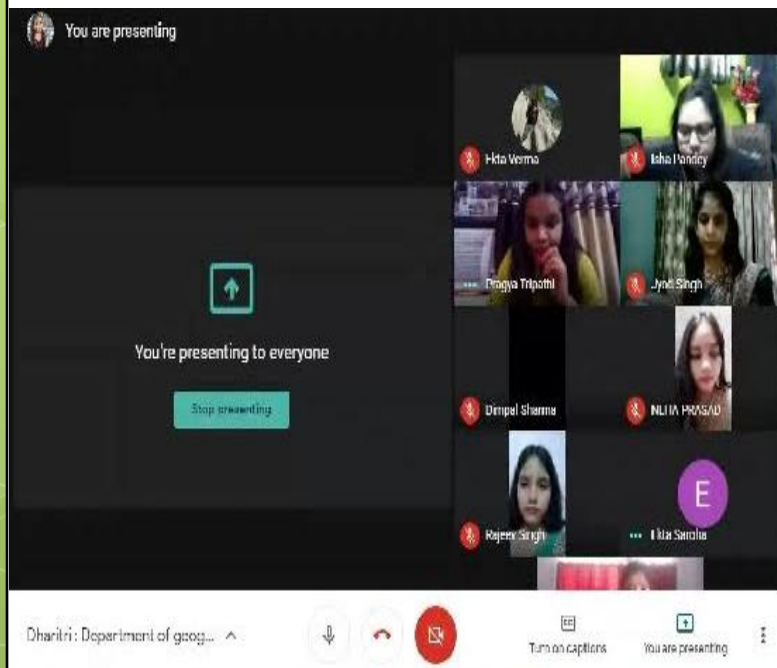 You are presenting
Ekta Verma
Isha Pandey
Pragya Tripathi
Jyoti Singh
You're presenting to everyone
Stop presenting
Dimpal Sharma
NEHA PRASAD
Rajeev Singh
E
Ekta Saroha
Dharitri : Department of geog...
Turn on captions
You are presenting